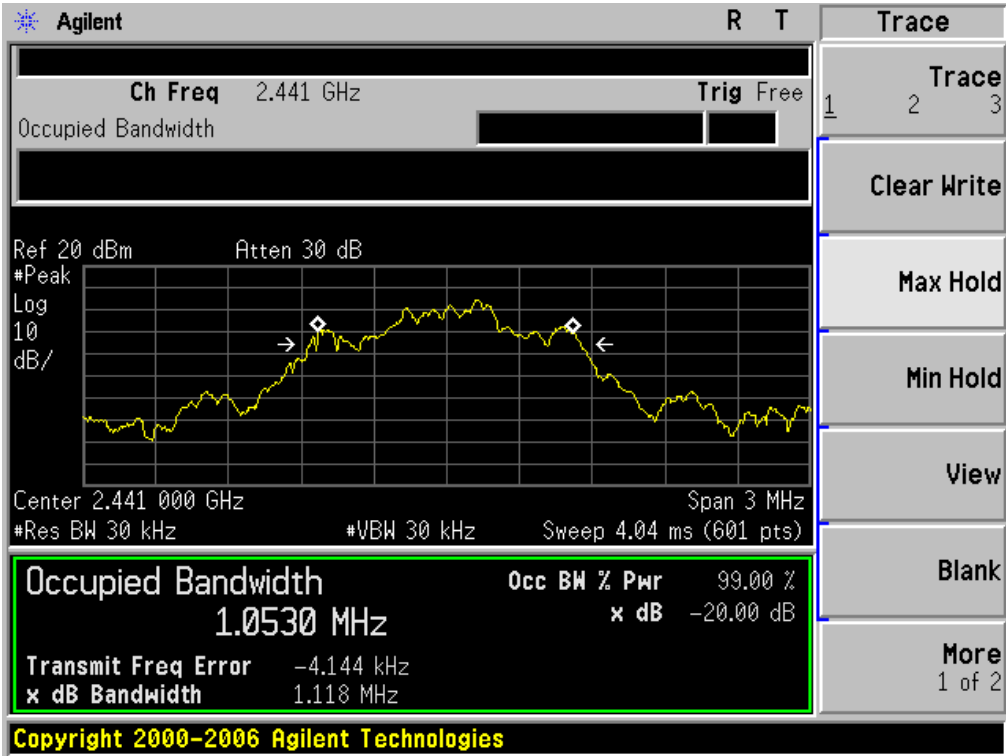 Agilent R T
Ch Freq 2.441 GHz Trig Free
Occupied Bandwidth
Ref 20 dBm Atten 30 dB
#Peak
Log
10
dB/
Center 2.441 000 GHz Span 3 MHz
#Res BW 30 kHz #VBW 30 kHz Sweep 4.04 ms (601 pts)
Occupied Bandwidth
1.0530 MHz
Occ BW % Pwr 99.00 %
x dB -20.00 dB
Transmit Freq Error -4.144 kHz
x dB Bandwidth 1.118 MHz
Copyright 2000-2006 Agilent Technologies
Trace
Trace
1 2 3
Clear Write
Max Hold
Min Hold
View
Blank
More
1 of 2